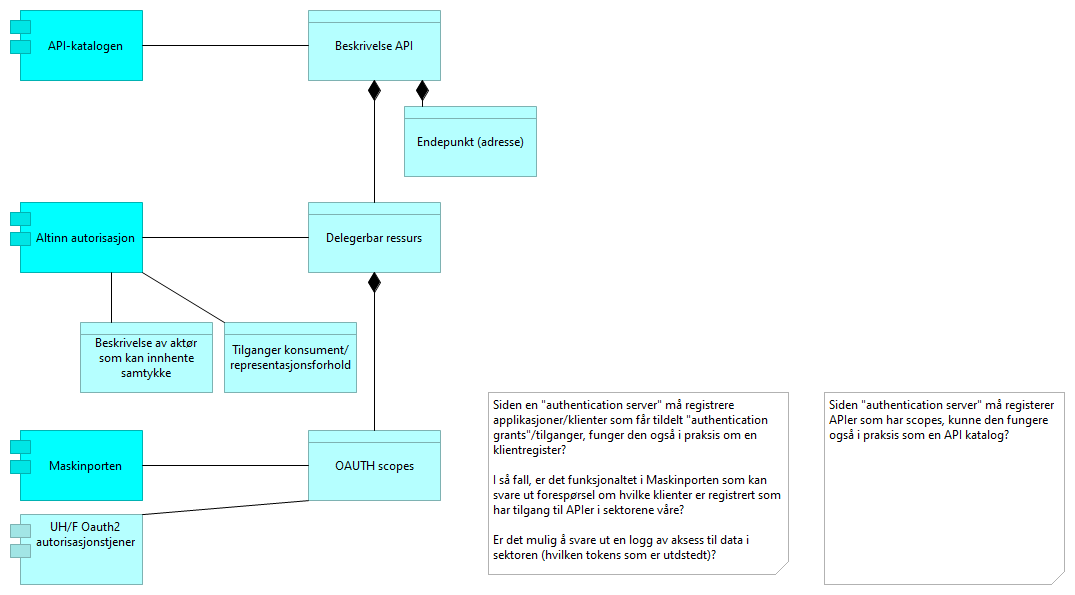 API-katalogen
Beskrivelse API
Endepunkt (adresse)
Altinn autorisasjon
Delegerbar ressurs
Beskrivelse av aktør
som kan innhente
samtykke
Tilganger konsument/
representasjonsforhold
Maskinporten
OAUTH scopes
UH/F Oauth2
autorisasjonstjener
Siden en "authentication server" må registrere
applikasjoner/klienter som får tildelt "authentication
grants"/tilganger, funger den også i praksis om en
klientregister?
I så fall, er det funksjonaltet i Maskinporten som kan
svare ut forespørsel om hvilke klienter er registrert som
har tilgang til APIer i sektorene våre?
Er det mulig å svare ut en logg av aksess til data i
sektoren (hvilken tokens som er utdstedt)?
Siden "authentication server" må registerer
APIer som har scopes, kunne den fungere
også i praksis som en API katalog?